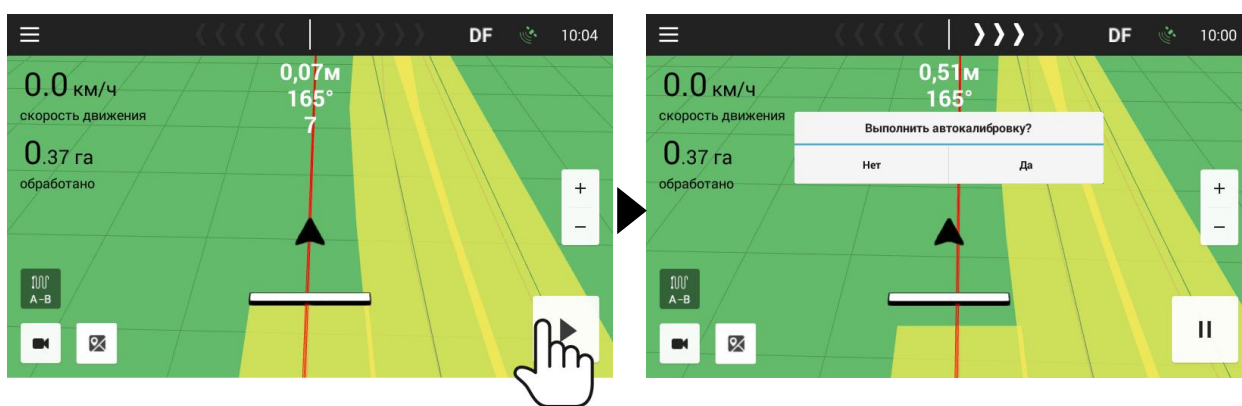 DF 10:04
0,07м
165°
7
0.0 км/ч
скорость движения
0.37 га
обработано
+
−
A-B
DF 10:00
0,51м
165°
0.0 км/ч
скорость движения
Выполнить автокалибровку?
Нет Да
0.37 га
обработано
+
−
A-B